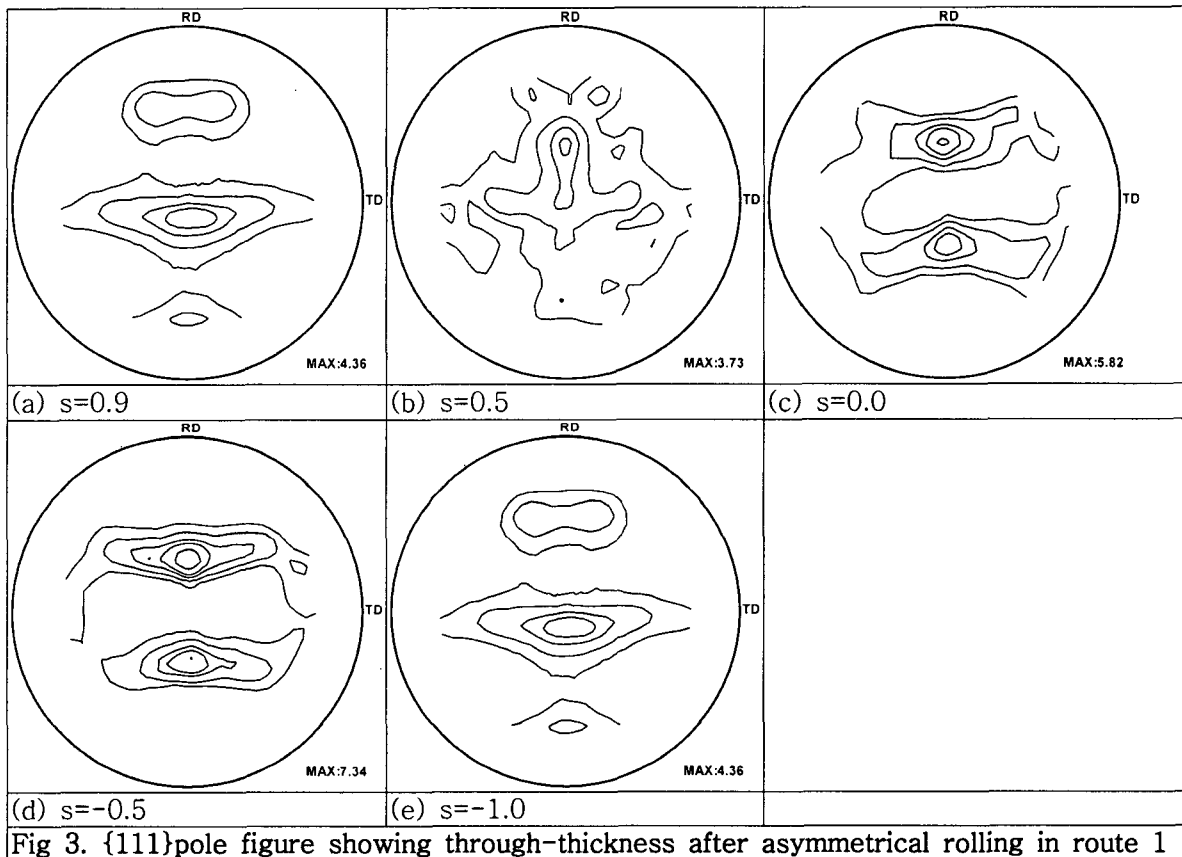 RD
RD
RD
TD
TD
TD
MAX:4.36
MAX:3.73
MAX:5.82
(a) s=0.9
(b) s=0.5
(c) s=0.0
RD
RD
TD
TD
MAX:7.34
MAX:4.36
(d) s=-0.5
(e) s=-1.0
Fig 3. {111}pole figure showing through-thickness after asymmetrical rolling in route 1